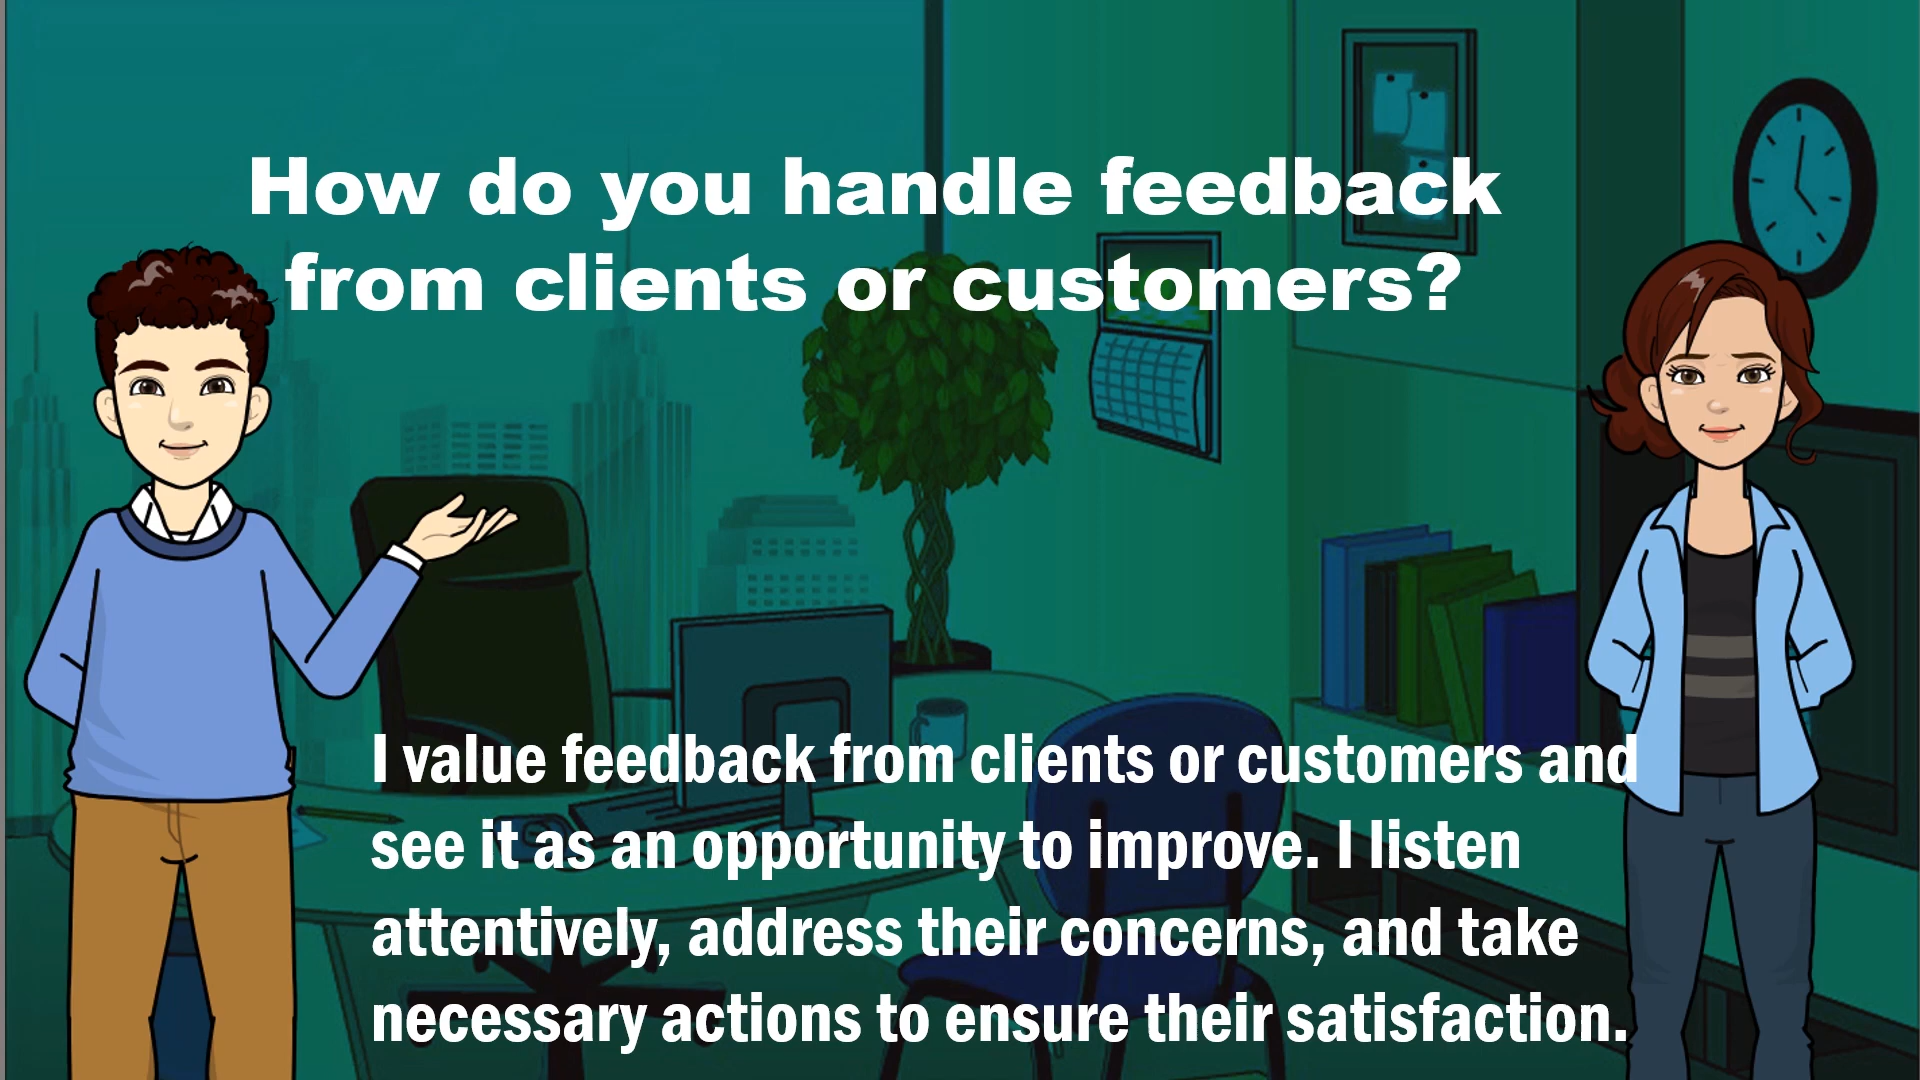 How do you handle feedback
from clients or customers?
I value feedback from clients or customers and
see it as an opportunity to improve. I listen
attentively, address their concerns, and take
necessary actions to ensure their satisfaction.